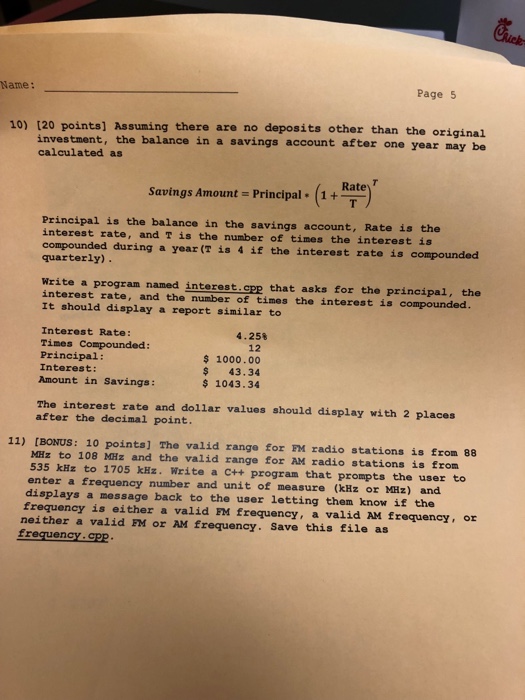 Chick
Name:
Page 5
10) [20 points] Assuming there are no deposits other than the original
investment, the balance in a savings account after one year may be
calculated as
Savings Amount = Principal * (1 + Rate/T)^T
Principal is the balance in the savings account, Rate is the
interest rate, and T is the number of times the interest is
compounded during a year (T is 4 if the interest rate is compounded
quarterly).
Write a program named interest.cpp that asks for the principal, the
interest rate, and the number of times the interest is compounded.
It should display a report similar to
Interest Rate: 4.25%
Times Compounded: 12
Principal: $ 1000.00
Interest: $ 43.34
Amount in Savings: $ 1043.34
The interest rate and dollar values should display with 2 places
after the decimal point.
11) [BONUS: 10 points] The valid range for FM radio stations is from 88
MHz to 108 MHz and the valid range for AM radio stations is from
535 kHz to 1705 kHz. Write a C++ program that prompts the user to
enter a frequency number and unit of measure (kHz or MHz) and
displays a message back to the user letting them know if the
frequency is either a valid FM frequency, a valid AM frequency, or
neither a valid FM or AM frequency. Save this file as
frequency.cpp.